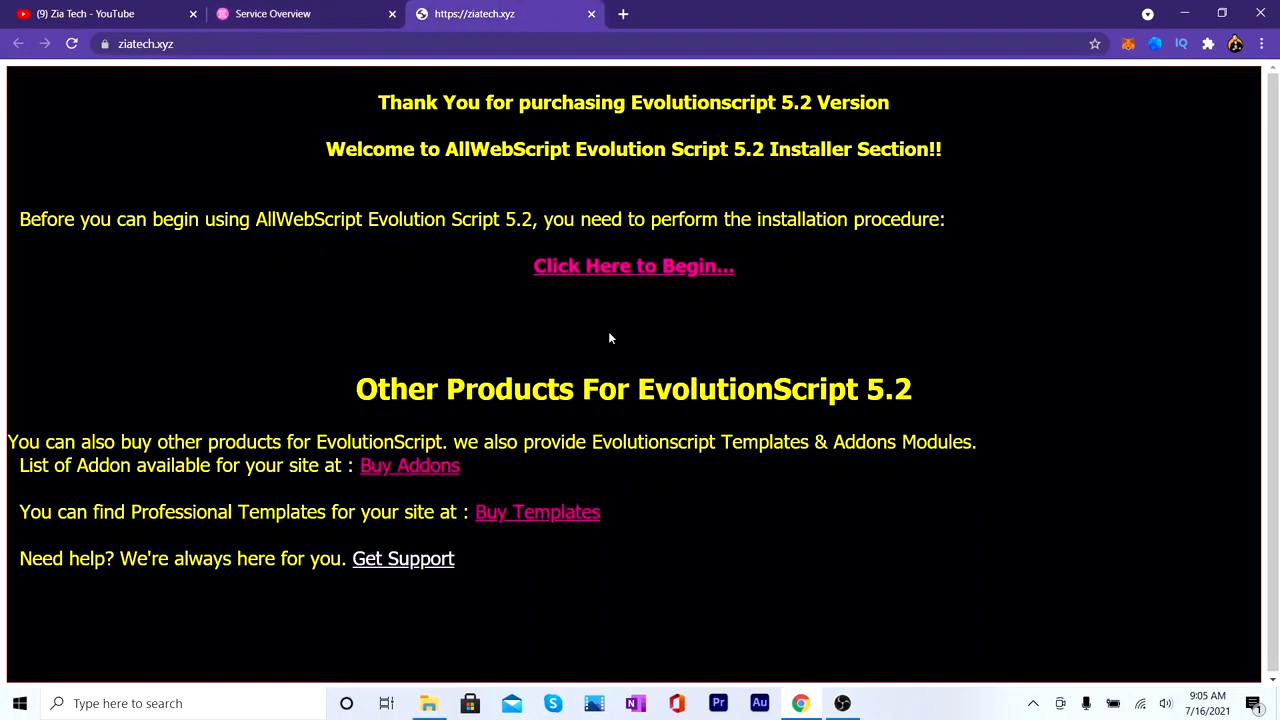 (9) Zia Tech - YouTube
Service Overview
https://ziatech.xyz
ziatech.xyz
IQ
Thank You for purchasing Evolutionscript 5.2 Version
Welcome to AllWebScript Evolution Script 5.2 Installer Section!!
Before you can begin using AllWebScript Evolution Script 5.2, you need to perform the installation procedure:
Click Here to Begin...
Other Products For EvolutionScript 5.2
You can also buy other products for EvolutionScript. we also provide Evolutionscript Templates & Addons Modules.
List of Addon available for your site at : Buy Addons
You can find Professional Templates for your site at : Buy Templates
Need help? We're always here for you. Get Support
Type here to search
N
Pr
Au
9:05 AM
7/16/2021
1